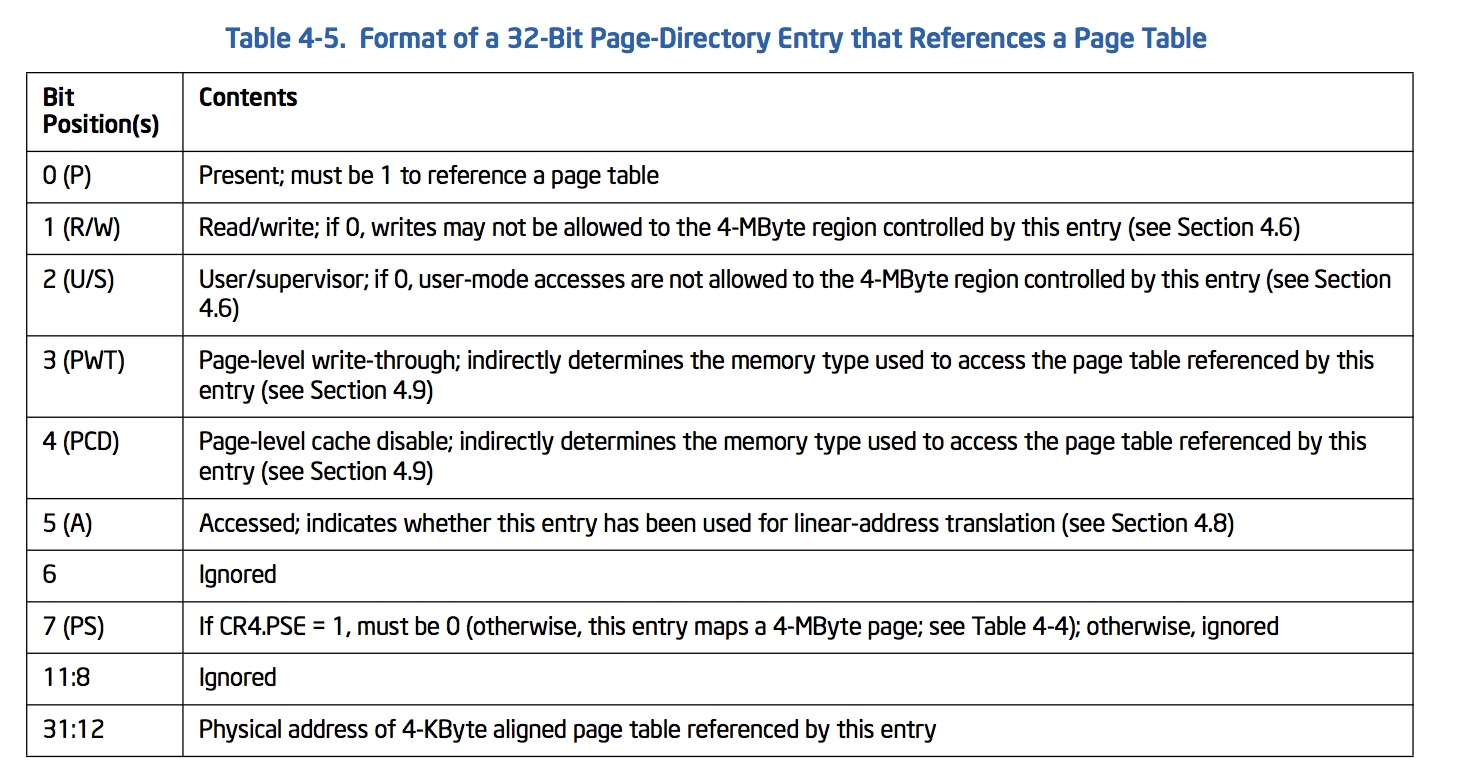 Table 4-5. Format of a 32-Bit Page-Directory Entry that References a Page Table
Bit
Position(s)
Contents
0 (P)
Present; must be 1 to reference a page table
1 (R/W)
Read/write; if 0, writes may not be allowed to the 4-MByte region controlled by this entry (see Section 4.6)
2 (U/S)
User/supervisor; if 0, user-mode accesses are not allowed to the 4-MByte region controlled by this entry (see Section
4.6)
3 (PWT)
Page-level write-through; indirectly determines the memory type used to access the page table referenced by this
entry (see Section 4.9)
4 (PCD)
Page-level cache disable; indirectly determines the memory type used to access the page table referenced by this
entry (see Section 4.9)
5 (A)
Accessed; indicates whether this entry has been used for linear-address translation (see Section 4.8)
6
Ignored
7 (PS)
If CR4.PSE = 1, must be 0 (otherwise, this entry maps a 4-MByte page; see Table 4-4); otherwise, ignored
11:8
Ignored
31:12
Physical address of 4-KByte aligned page table referenced by this entry